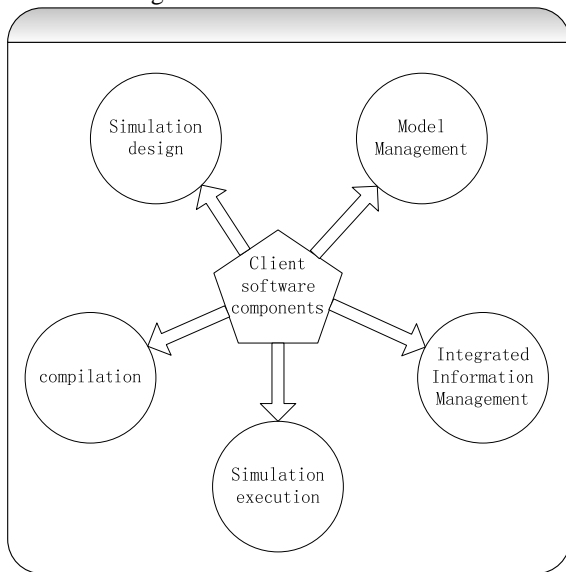 Simulation
design
Model
Management
Client
software
components
compilation
Integrated
Information
Management
Simulation
execution